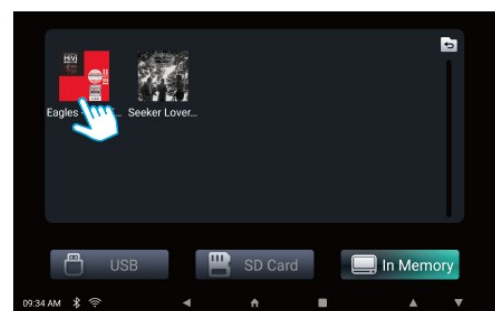 Eagles
Seeker Lover...
USB
SD Card
In Memory
09:34 AM